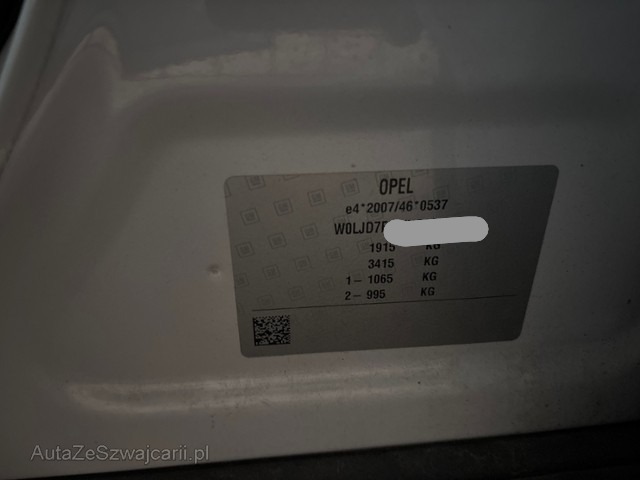 OPEL
e4*2007/46*0537
W0LJD7
1915 KG
3415 KG
1- 1065 KG
2- 995 KG
AutaZeSzwajcarii.pl